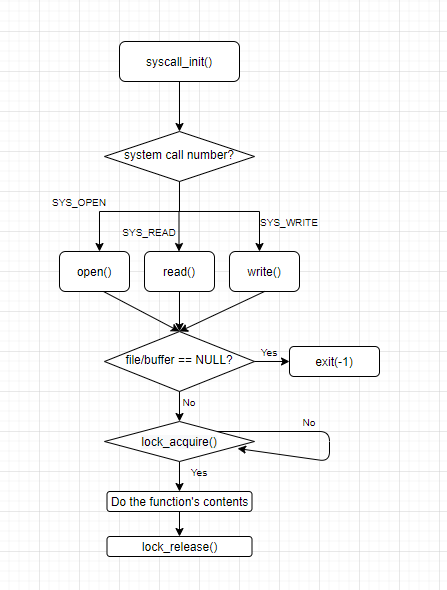 syscall_init()
system call number?
SYS_OPEN
SYS_READ
SYS_WRITE
open()
read()
write()
file/buffer == NULL?
Yes
exit(-1)
No
lock_acquire()
No
Yes
Do the function's contents
lock_release()